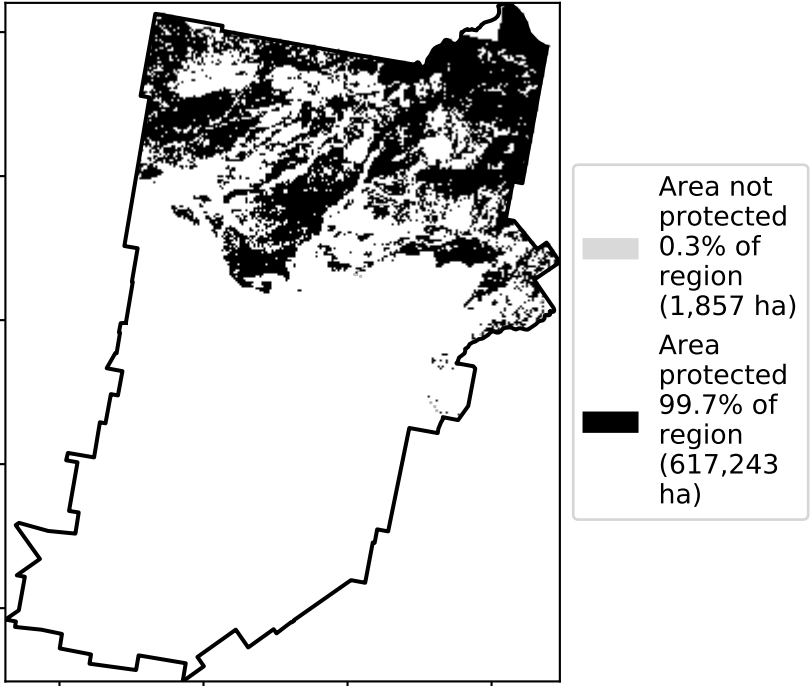 Area not
protected
0.3% of
region
(1,857 ha)
Area
protected
99.7% of
region
(617,243
ha)